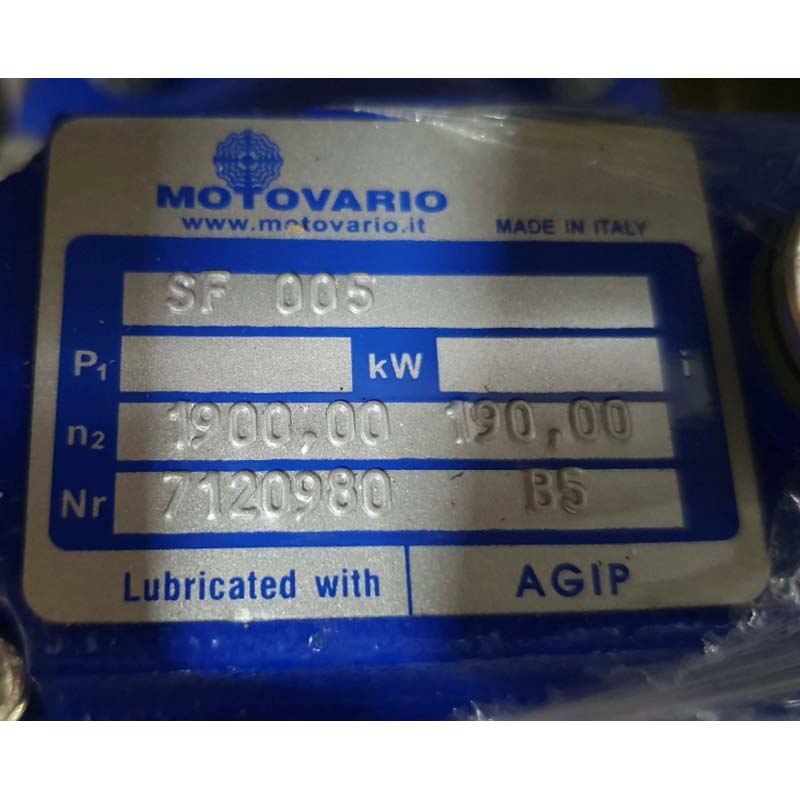 MOTOVARIO
www.motovario.it MADE IN ITALY
SF 005
P1 kW i
n2 1900,00 190,00
Nr 7120980 B5
Lubricated with AGIP